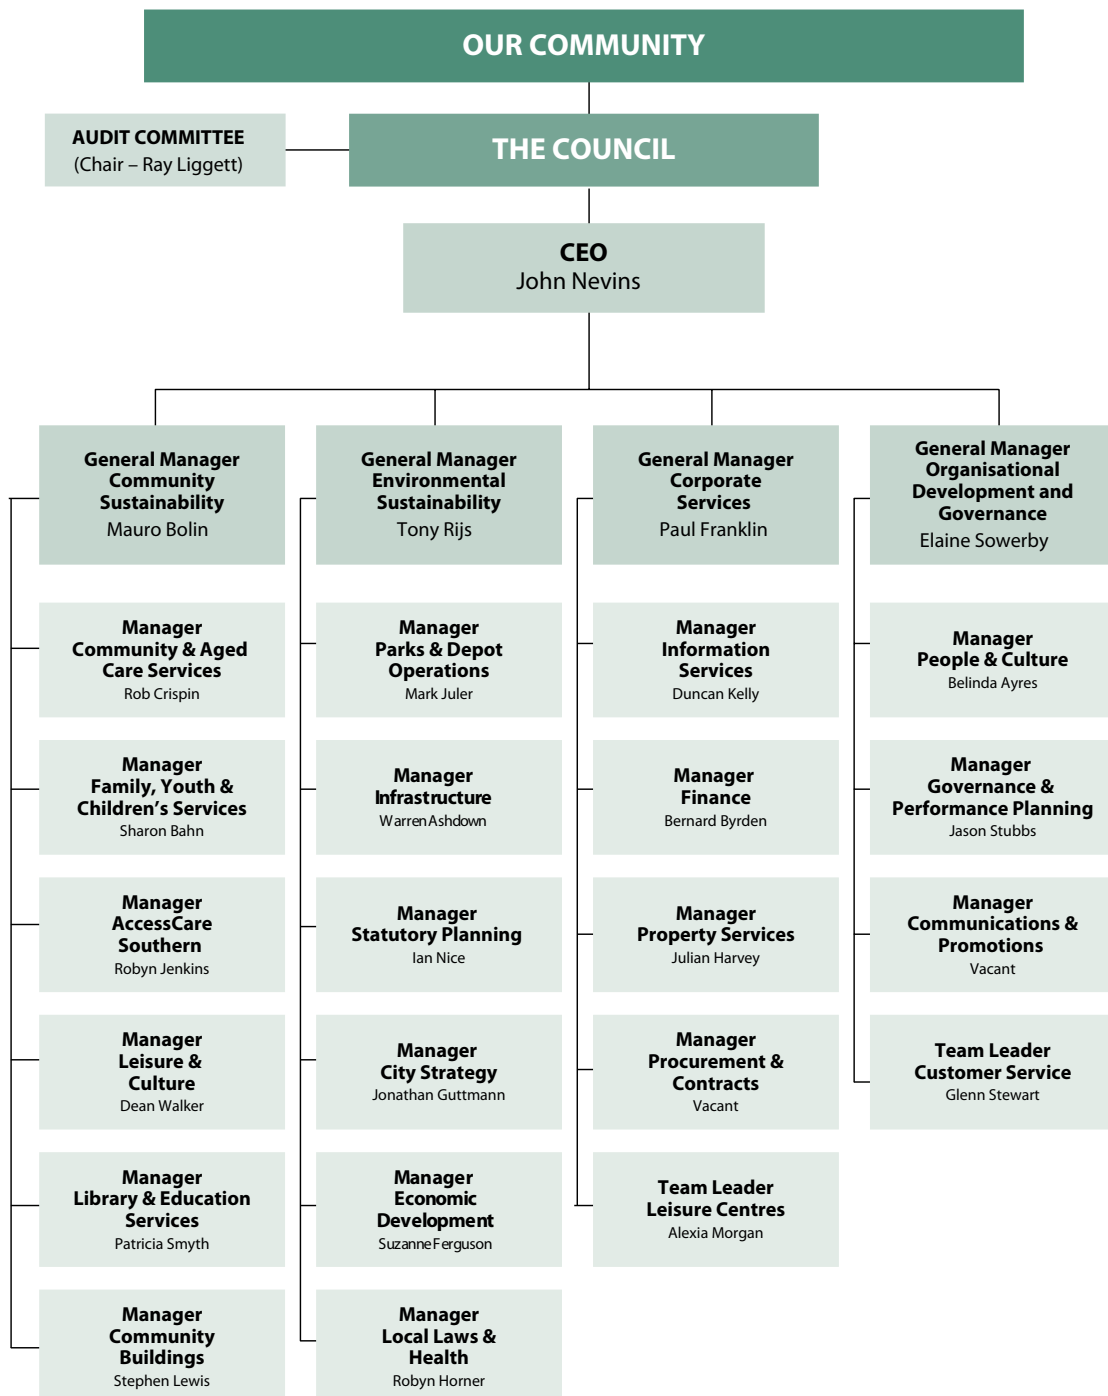 OUR COMMUNITY
AUDIT COMMITTEE
(Chair – Ray Liggett)
THE COUNCIL
CEO
John Nevins
General Manager
Community
Sustainability
Mauro Bolin
General Manager
Environmental
Sustainability
Tony Rijs
General Manager
Corporate
Services
Paul Franklin
General Manager
Organisational
Development and
Governance
Elaine Sowerby
Manager
Community & Aged
Care Services
Rob Crispin
Manager
Parks & Depot
Operations
Mark Juler
Manager
Information
Services
Duncan Kelly
Manager
People & Culture
Belinda Ayres
Manager
Family, Youth &
Children’s Services
Sharon Bahn
Manager
Infrastructure
Warren Ashdown
Manager
Finance
Bernard Byrden
Manager
Governance &
Performance Planning
Jason Stubbs
Manager
AccessCare
Southern
Robyn Jenkins
Manager
Statutory Planning
Ian Nice
Manager
Property Services
Julian Harvey
Manager
Communications &
Promotions
Vacant
Manager
Leisure &
Culture
Dean Walker
Manager
City Strategy
Jonathan Guttmann
Manager
Procurement &
Contracts
Vacant
Team Leader
Customer Service
Glenn Stewart
Manager
Library & Education
Services
Patricia Smyth
Manager
Economic
Development
Suzanne Ferguson
Team Leader
Leisure Centres
Alexia Morgan
Manager
Community
Buildings
Stephen Lewis
Manager
Local Laws &
Health
Robyn Horner